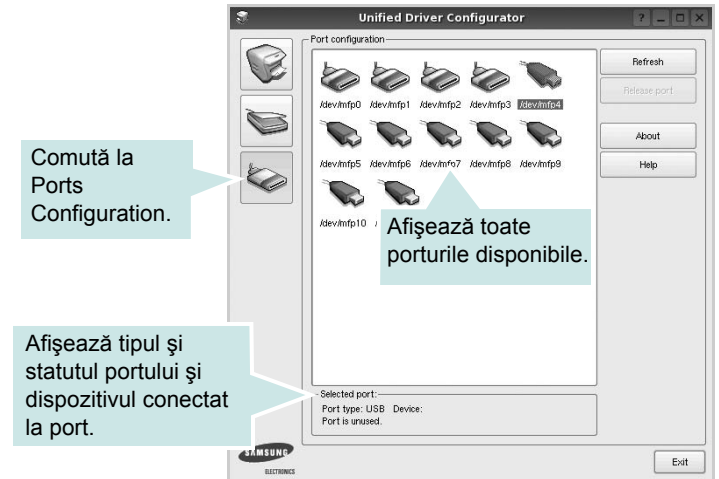 Unified Driver Configurator
Port configuration
/dev/mfp0 /dev/mfp1 /dev/mfp2 /dev/mfp3 /dev/mfp4
/dev/mfp5 /dev/mfp6 /dev/mfp7 /dev/mfp8 /dev/mfp9
/dev/mfp10 /
Refresh
Release port
About
Help
Comută la
Ports
Configuration.
Afişează toate
porturile disponibile.
Afişează tipul şi
statutul portului şi
dispozitivul conectat
la port.
Selected port:
Port type: USB Device:
Port is unused.
SAMSUNG
ELECTRONICS
Exit